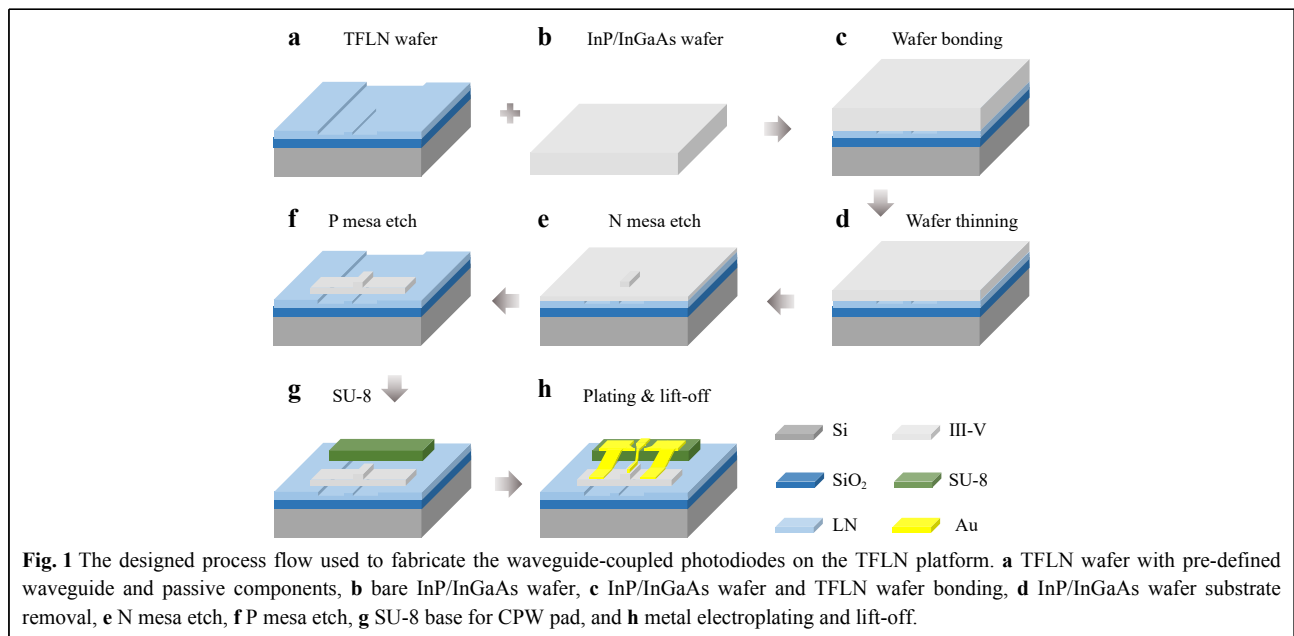 a TFLN wafer
b InP/InGaAs wafer
c Wafer bonding
f P mesa etch
e N mesa etch
d Wafer thinning
g SU-8
h Plating & lift-off
Si
III-V
SiO₂
SU-8
LN
Au
Fig. 1 The designed process flow used to fabricate the waveguide-coupled photodiodes on the TFLN platform. a TFLN wafer with pre-defined
waveguide and passive components, b bare InP/InGaAs wafer, c InP/InGaAs wafer and TFLN wafer bonding, d InP/InGaAs wafer substrate
removal, e N mesa etch, f P mesa etch, g SU-8 base for CPW pad, and h metal electroplating and lift-off.